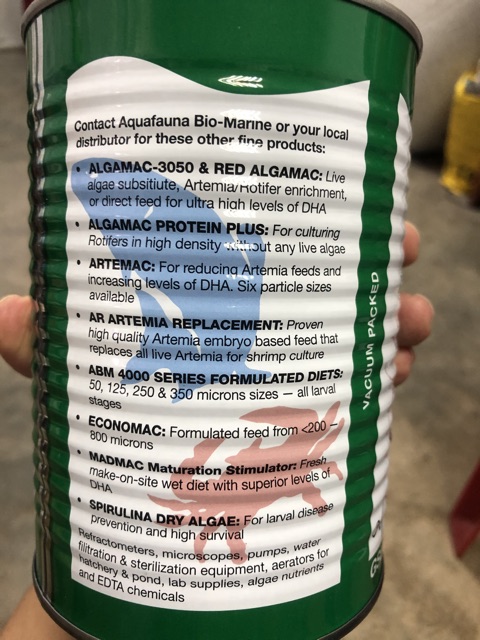 Contact Aquafauna Bio-Marine or your local
distributor for these other fine products:
• ALGAMAC-3050 & RED ALGAMAC: Live
algae subsitiute, Artemia/Rotifer enrichment,
or direct feed for ultra high levels of DHA
• ALGAMAC PROTEIN PLUS: For culturing
Rotifers in high density without any live algae
• ARTEMAC: For reducing Artemia feeds and
increasing levels of DHA. Six particle sizes
available
• AR ARTEMIA REPLACEMENT: Proven
high quality Artemia embryo based feed that
replaces all live Artemia for shrimp culture
• ABM 4000 SERIES FORMULATED DIETS:
50, 125, 250 & 350 microns sizes — all larval
stages
• ECONOMAC: Formulated feed from <200 –
800 microns
• MADMAC Maturation Stimulator: Fresh
make-on-site wet diet with superior levels of
DHA
• SPIRULINA DRY ALGAE: For larval disease
prevention and high survival
Refractometers, microscopes, pumps, water
filtration & sterilization equipment, aerators for
hatchery & pond, lab supplies, algae nutrients
and EDTA chemicals
VACUUM PACKED